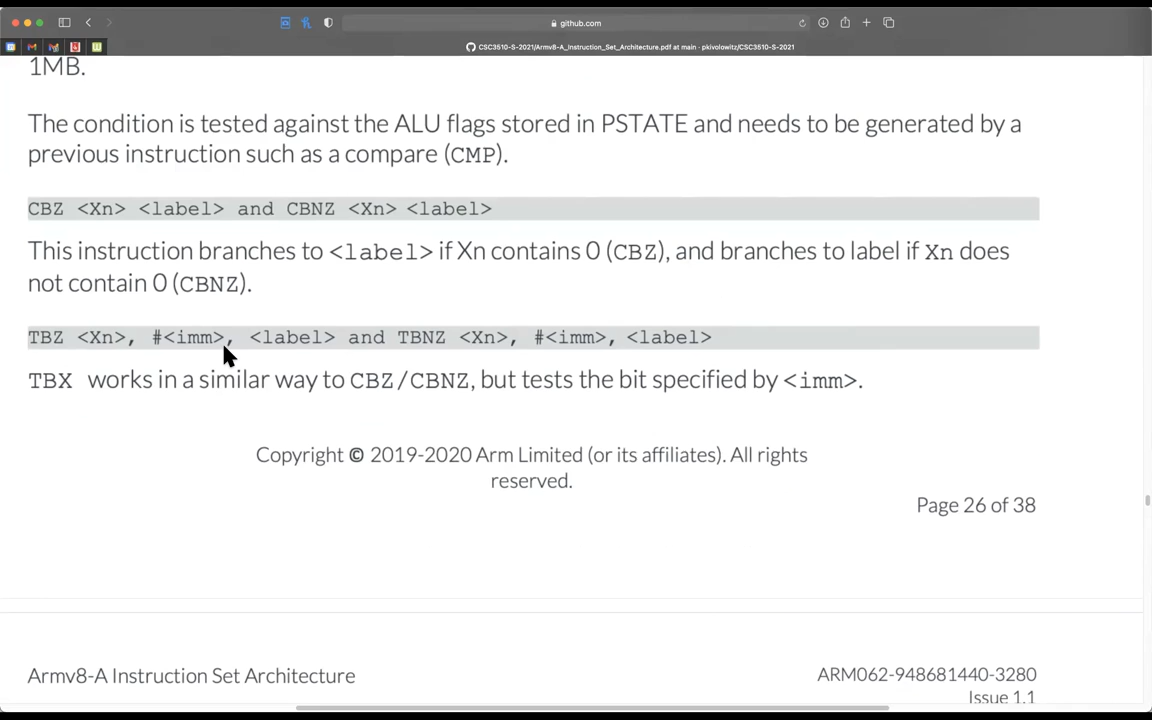 github.com
CSC3510-S-2021/Armv8-A_Instruction_Set_Architecture.pdf at main · pkivolowitz/CSC3510-S-2021
1MB.
The condition is tested against the ALU flags stored in PSTATE and needs to be generated by a
previous instruction such as a compare (CMP).
CBZ <Xn> <label> and CBNZ <Xn> <label>
This instruction branches to <label> if Xn contains 0 (CBZ), and branches to label if Xn does
not contain 0 (CBNZ).
TBZ <Xn>, #<imm>, <label> and TBNZ <Xn>, #<imm>, <label>
TBX works in a similar way to CBZ/CBNZ, but tests the bit specified by <imm>.
Copyright © 2019-2020 Arm Limited (or its affiliates). All rights
reserved.
Page 26 of 38
Armv8-A Instruction Set Architecture
ARM062-948681440-3280
Issue 1.1